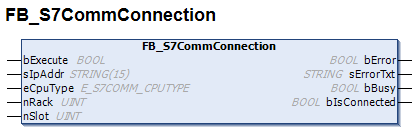 FB_S7CommConnection
FB_S7CommConnection
bExecute BOOL BOOL bError
sIpAddr STRING(15) STRING sErrorTxt
eCpuType E_S7COMM_CPUTYPE BOOL bBusy
nRack UINT BOOL bIsConnected
nSlot UINT